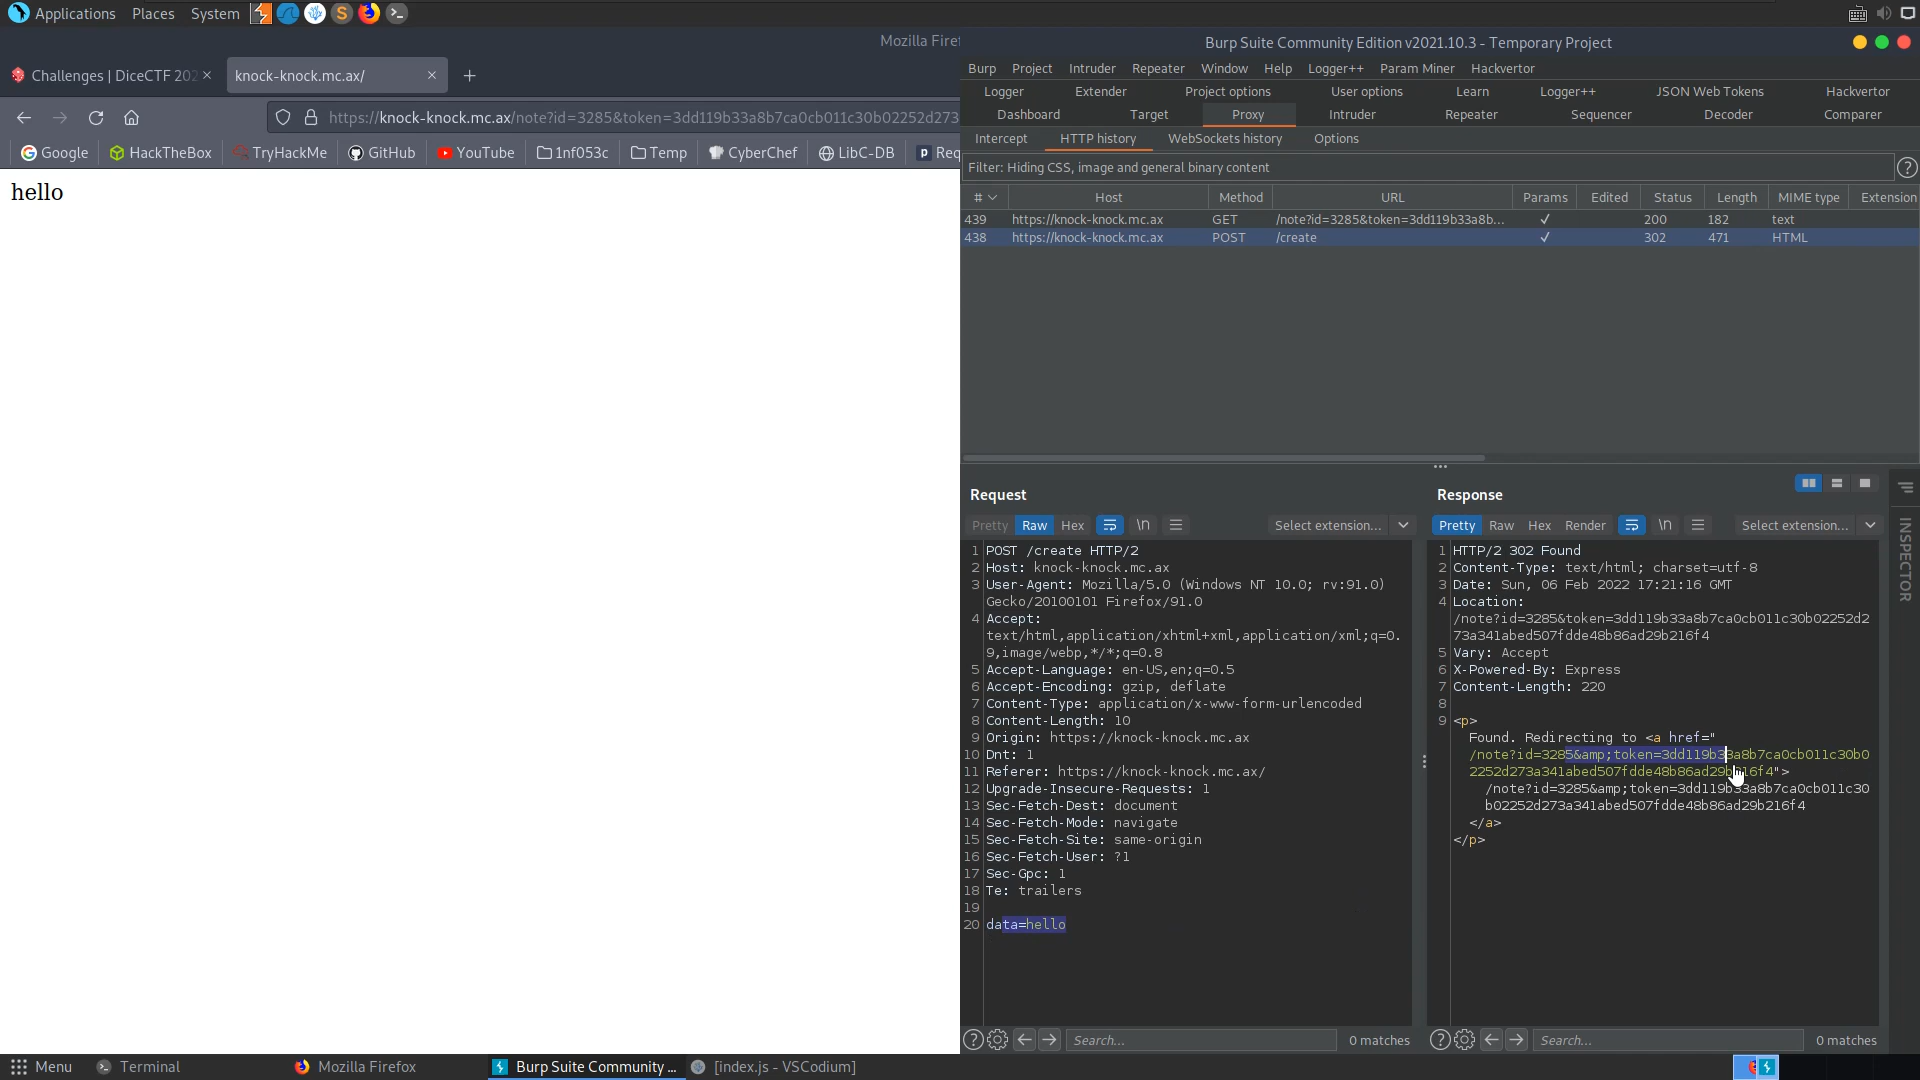 Applications Places System
Mozilla Firef
Challenges | DiceCTF 202
knock-knock.mc.ax/
https://knock-knock.mc.ax/note?id=3285&token=3dd119b33a8b7ca0cb011c30b02252d273
Google HackTheBox TryHackMe GitHub YouTube 1nf053c Temp CyberChef LibC-DB Req
hello
Burp Suite Community Edition v2021.10.3 - Temporary Project
Burp Project Intruder Repeater Window Help Logger++ Param Miner Hackvertor
Logger Extender Project options User options Learn Logger++ JSON Web Tokens Hackvertor
Dashboard Target Proxy Intruder Repeater Sequencer Decoder Comparer
Intercept HTTP history WebSockets history Options
Filter: Hiding CSS, image and general binary content
# Host Method URL Params Edited Status Length MIME type Extension
439 https://knock-knock.mc.ax GET /note?id=3285&token=3dd119b33a8b... ✓ 200 182 text
438 https://knock-knock.mc.ax POST /create ✓ 302 471 HTML
Request
Pretty Raw Hex \n Select extension...
1 POST /create HTTP/2
2 Host: knock-knock.mc.ax
3 User-Agent: Mozilla/5.0 (Windows NT 10.0; rv:91.0)
Gecko/20100101 Firefox/91.0
4 Accept:
text/html,application/xhtml+xml,application/xml;q=0.
9,image/webp,*/*;q=0.8
5 Accept-Language: en-US,en;q=0.5
6 Accept-Encoding: gzip, deflate
7 Content-Type: application/x-www-form-urlencoded
8 Content-Length: 10
9 Origin: https://knock-knock.mc.ax
10 Dnt: 1
11 Referer: https://knock-knock.mc.ax/
12 Upgrade-Insecure-Requests: 1
13 Sec-Fetch-Dest: document
14 Sec-Fetch-Mode: navigate
15 Sec-Fetch-Site: same-origin
16 Sec-Fetch-User: ?1
17 Sec-Gpc: 1
18 Te: trailers
19
20 data=hello
Search... 0 matches
Response
Pretty Raw Hex Render \n Select extension...
1 HTTP/2 302 Found
2 Content-Type: text/html; charset=utf-8
3 Date: Sun, 06 Feb 2022 17:21:16 GMT
4 Location:
/note?id=3285&token=3dd119b33a8b7ca0cb011c30b02252d2
73a341abed507fdde48b86ad29b216f4
5 Vary: Accept
6 X-Powered-By: Express
7 Content-Length: 220
8
9 <p>
Found. Redirecting to <a href="
/note?id=3285&amp;token=3dd119b33a8b7ca0cb011c30b0
2252d273a341abed507fdde48b86ad29b216f4">
/note?id=3285&amp;token=3dd119b33a8b7ca0cb011c30
b02252d273a341abed507fdde48b86ad29b216f4
</a>
</p>
Search... 0 matches
INSPECTOR
Menu Terminal Mozilla Firefox Burp Suite Community ... [index.js - VSCodium]